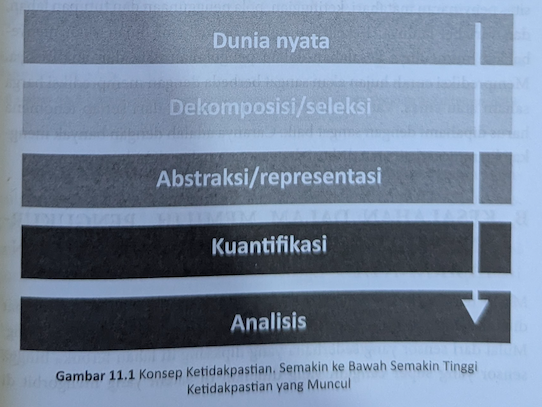 Dunia nyata
Dekomposisi/seleksi
Abstraksi/representasi
Kuantifikasi
Analisis
Gambar 11.1 Konsep Ketidakpastian. Semakin ke Bawah Semakin Tinggi
Ketidakpastian yang Muncul